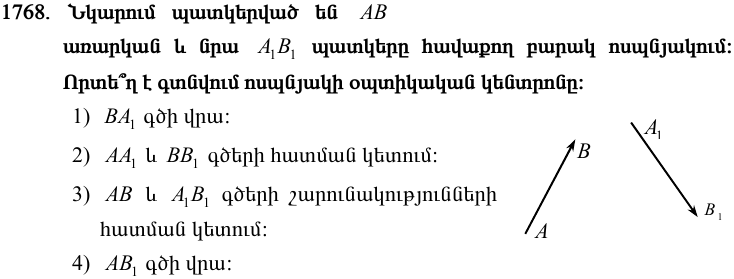 1768. Նկարում պատկերված են AB
առարկան և նրա A₁B₁ պատկերը հավաքող բարակ ոսպնյակում:
Որտե՞ղ է գտնվում ոսպնյակի օպտիկական կենտրոնը:
1) BA₁ գծի վրա:
2) AA₁ և BB₁ գծերի հատման կետում:
3) AB և A₁B₁ գծերի շարունակությունների
հատման կետում:
4) AB₁ գծի վրա:
A₁
B
B₁
A